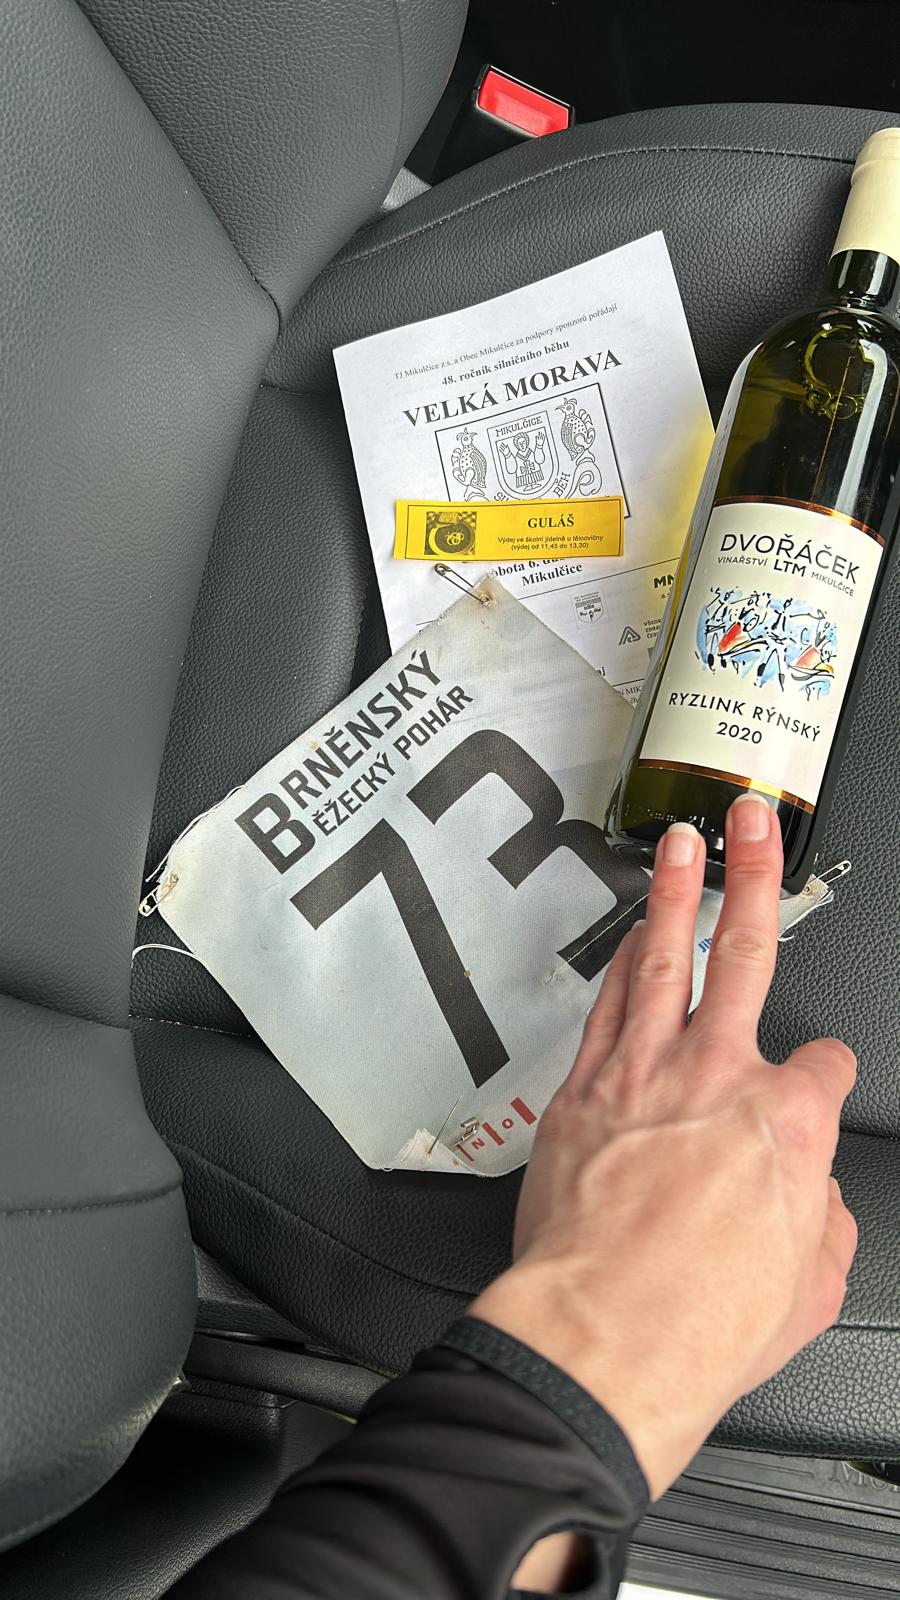 TJ Mikulčice z.s. a Obec Mikulčice za podpory sponzorů pořádají
48. ročník silničního běhu
VELKÁ MORAVA
MIKULČICE
BĚH
GULÁŠ
Výdej ve školní jídelně u tělocvičny
(výdej od 11,45 do 13,30)
Mikulčice
DVOŘÁČEK
VINAŘSTVÍ LTM MIKULČICE
RYZLINK RÝNSKÝ
2020
BRNĚNSKÝ
BĚŽECKÝ POHÁR
73